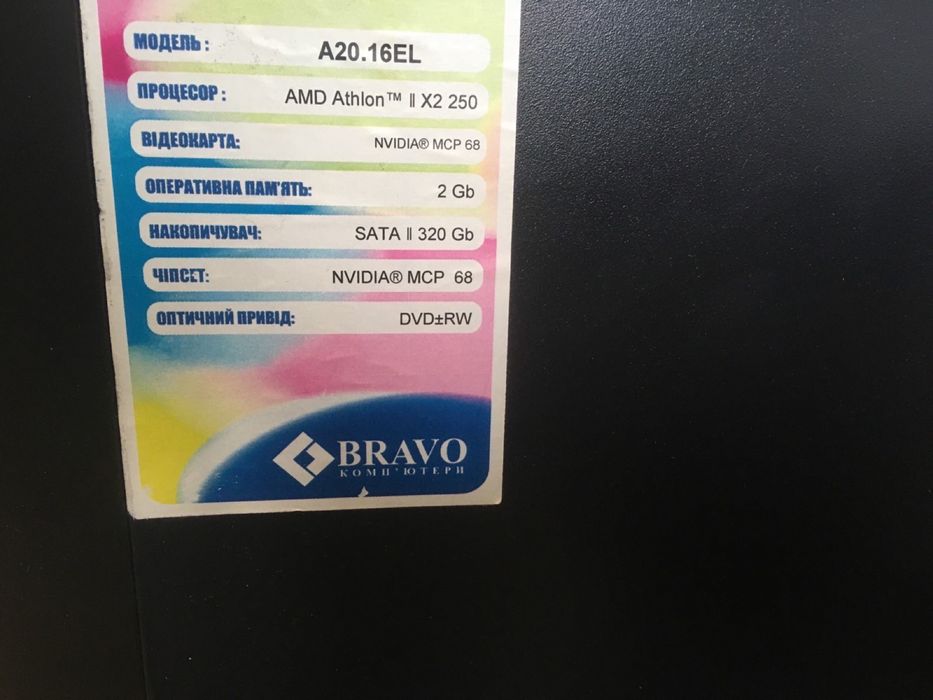 МОДЕЛЬ : A20.16EL
ПРОЦЕСОР : AMD Athlon™ II X2 250
ВІДЕОКАРТА: NVIDIA® MCP 68
ОПЕРАТИВНА ПАМ'ЯТЬ: 2 Gb
НАКОПИЧУВАЧ: SATA II 320 Gb
ЧІПСЕТ: NVIDIA® MCP 68
ОПТИЧНИЙ ПРИВІД: DVD±RW
BRAVO
КОМП'ЮТЕРИ